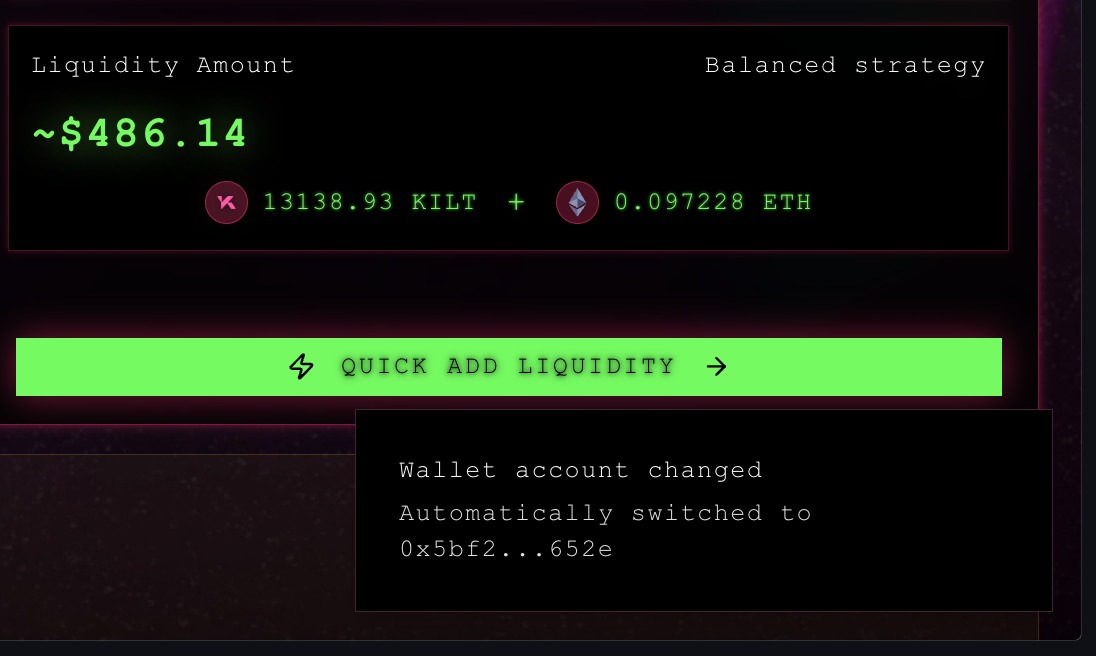 Liquidity Amount
Balanced strategy
~$486.14
13138.93 KILT + 0.097228 ETH
QUICK ADD LIQUIDITY →
Wallet account changed
Automatically switched to
0x5bf2...652e